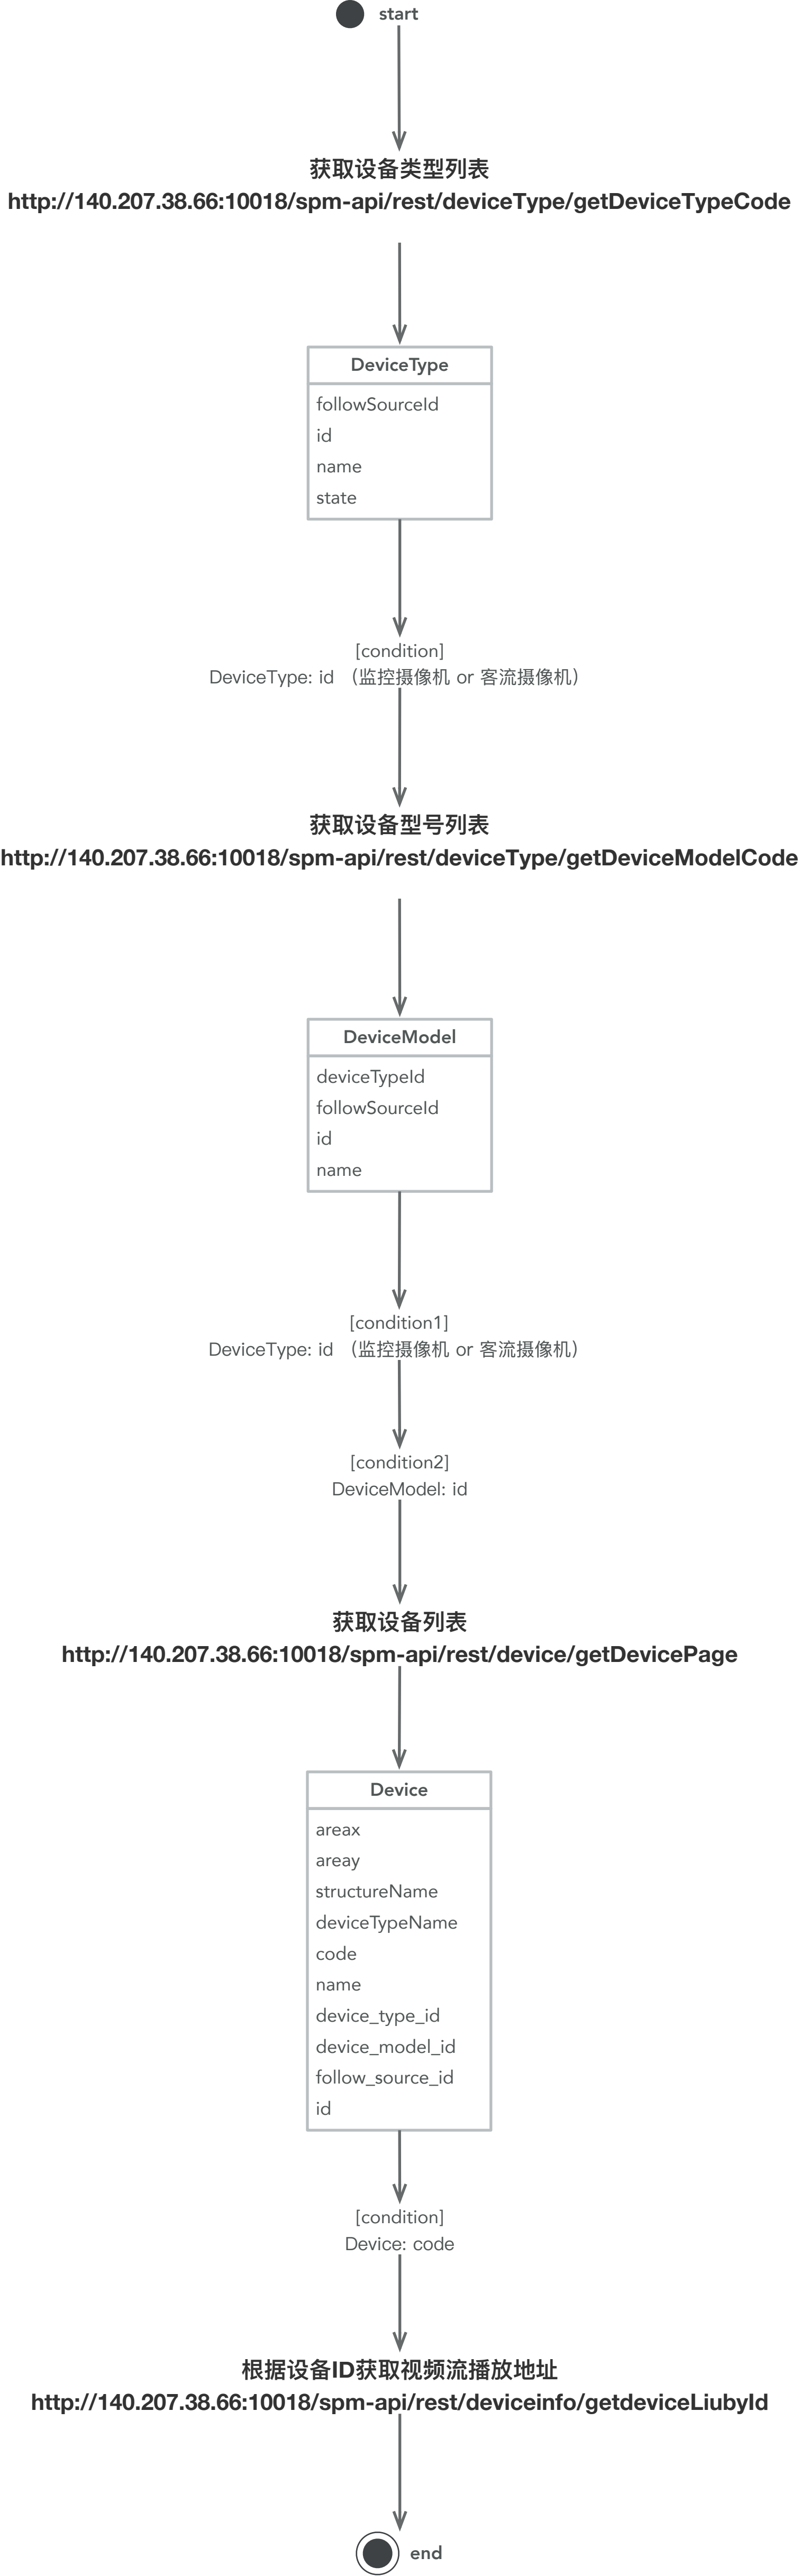 start
获取设备类型列表
http://140.207.38.66:10018/spm-api/rest/deviceType/getDeviceTypeCode
DeviceType
followSourceId
id
name
state
[condition]
DeviceType: id （监控摄像机 or 客流摄像机）
获取设备型号列表
http://140.207.38.66:10018/spm-api/rest/deviceType/getDeviceModelCode
DeviceModel
deviceTypeId
followSourceId
id
name
[condition1]
DeviceType: id （监控摄像机 or 客流摄像机）
[condition2]
DeviceModel: id
获取设备列表
http://140.207.38.66:10018/spm-api/rest/device/getDevicePage
Device
areax
areay
structureName
deviceTypeName
code
name
device_type_id
device_model_id
follow_source_id
id
[condition]
Device: code
根据设备ID获取视频流播放地址
http://140.207.38.66:10018/spm-api/rest/deviceinfo/getdeviceLiubyId
end